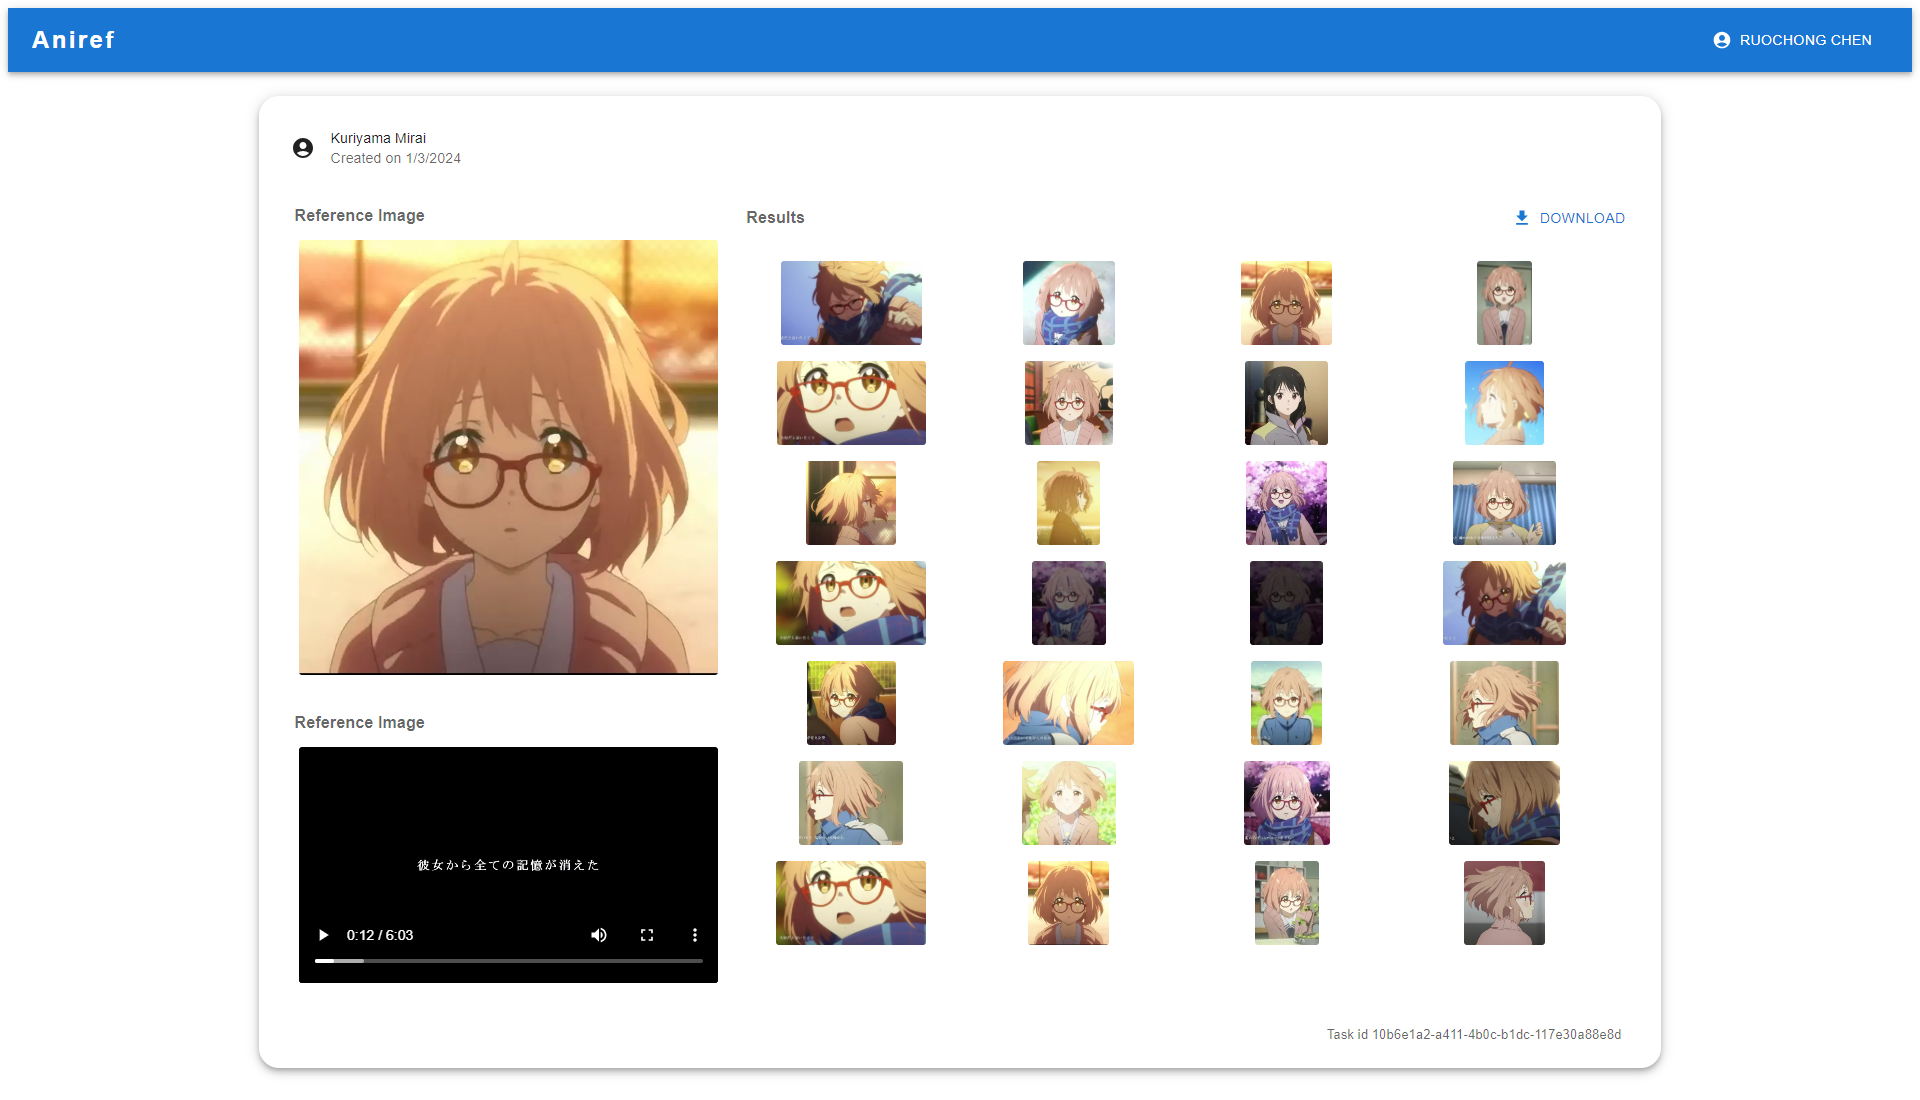 Aniref
RUOCHONG CHEN
Kuriyama Mirai
Created on 1/3/2024
Reference Image
Results
DOWNLOAD
Reference Image
彼女から全ての記憶が消えた
0:12 / 6:03
Task id 10b6e1a2-a411-4b0c-b1dc-117e30a88e8d